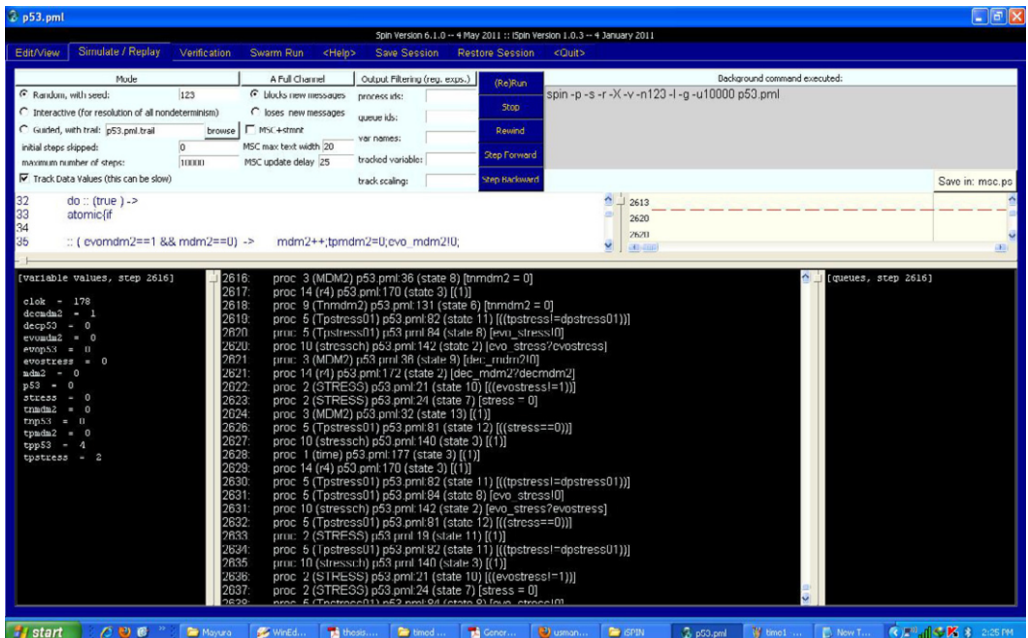 p53.pml
Spin Version 6.1.0 -- 4 May 2011 :: iSpin Version 1.0.3 -- 4 January 2011
Edit/View Simulate / Replay Verification Swarm Run <Help> Save Session Restore Session <Quit>
Mode
Random, with seed: 123
Interactive (for resolution of all nondeterminism)
Guided, with trail: p53.pml.trail browse
initial steps skipped: 0
maximum number of steps: 10000
Track Data Values (this can be slow)
A Full Channel
blocks new messages
loses new messages
MSC+stmnt
MSC max text width 20
MSC update delay 25
Output Filtering (reg. exps.)
process ids:
queue ids:
var names:
tracked variable:
track scaling:
(Re)Run
Stop
Rewind
Step Forward
Step Backward
Background command executed:
spin -p -s -r -X -v -n123 -l -g -u10000 p53.pml
Save in: msc.ps
32 do :: (true ) ->
33 atomic{if
34
35 :: ( evomdm2==1 && mdm2==0) -> mdm2++;tpmdm2=0;evo_mdm2!0;
2613
2620
2620
[variable values, step 2616]
clok = 178
decmdm2 = 1
decp53 = 0
evomdm2 = 0
evop53 = 0
evostress = 0
mdm2 = 0
p53 = 0
stress = 0
tnmdm2 = 0
tnp53 = 0
tpmdm2 = 0
tpp53 = 4
tpstress = 2
2616: proc 3 (MDM2) p53.pml:36 (state 8) [tnmdm2 = 0]
2617: proc 14 (r4) p53.pml:170 (state 3) [(1)]
2618: proc 9 (Tnmdm2) p53.pml:131 (state 6) [tnmdm2 = 0]
2619: proc 5 (Tpstress01) p53.pml:82 (state 11) [((tpstress!=dpstress01))]
2620: proc 5 (Tpstress01) p53.pml:84 (state 8) [evo_stress!0]
2620: proc 10 (stressch) p53.pml:142 (state 2) [evo_stress?evostress]
2621: proc 3 (MDM2) p53.pml:36 (state 9) [dec_mdm2!0]
2621: proc 14 (r4) p53.pml:172 (state 2) [dec_mdm2?decmdm2]
2622: proc 2 (STRESS) p53.pml:21 (state 10) [((evostress!=1))]
2623: proc 2 (STRESS) p53.pml:24 (state 7) [stress = 0]
2624: proc 3 (MDM2) p53.pml:32 (state 13) [(1)]
2626: proc 5 (Tpstress01) p53.pml:81 (state 12) [((stress==0))]
2627: proc 10 (stressch) p53.pml:140 (state 3) [(1)]
2628: proc 1 (time) p53.pml:177 (state 3) [(1)]
2628: proc 14 (r4) p53.pml:170 (state 3) [(1)]
2630: proc 5 (Tpstress01) p53.pml:82 (state 11) [((tpstress!=dpstress01))]
2631: proc 5 (Tpstress01) p53.pml:84 (state 8) [evo_stress!0]
2631: proc 10 (stressch) p53.pml:142 (state 2) [evo_stress?evostress]
2632: proc 5 (Tpstress01) p53.pml:81 (state 12) [((stress==0))]
2633: proc 2 (STRESS) p53.pml:19 (state 11) [(1)]
2634: proc 5 (Tpstress01) p53.pml:82 (state 11) [((tpstress!=dpstress01))]
2635: proc 10 (stressch) p53.pml:140 (state 3) [(1)]
2636: proc 2 (STRESS) p53.pml:21 (state 10) [((evostress!=1))]
2637: proc 2 (STRESS) p53.pml:24 (state 7) [stress = 0]
2638: proc 5 (Tpstress01) p53.pml:84 (state 8) [evo_stress!0]
[queues, step 2616]
start Mayura WinEd... thesis.... timed ... Gener... usman... iSPIN p53.pml time1 ... New T... 2:25 PM